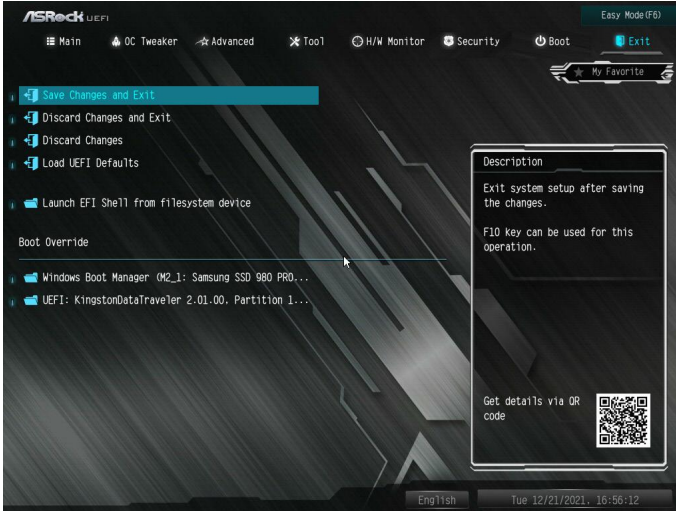 ASRock UEFI
Easy Mode(F6)
Main
OC Tweaker
Advanced
Tool
H/W Monitor
Security
Boot
Exit
My Favorite
Save Changes and Exit
Discard Changes and Exit
Discard Changes
Load UEFI Defaults
Launch EFI Shell from filesystem device
Boot Override
Windows Boot Manager (M2_1: Samsung SSD 980 PRO...
UEFI: KingstonDataTraveler 2.01.00. Partition 1...
Description
Exit system setup after saving
the changes.
F10 key can be used for this
operation.
Get details via QR
code
English
Tue 12/21/2021. 16:56:12